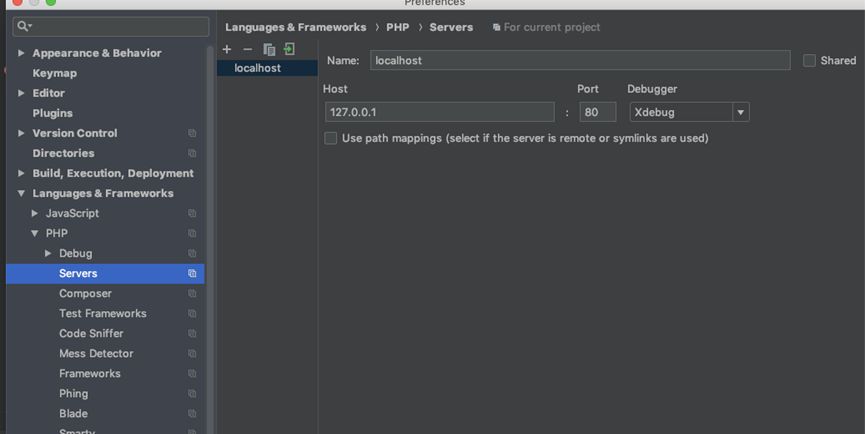 Preferences
Languages & Frameworks › PHP › Servers For current project
Appearance & Behavior
Keymap
Editor
Plugins
Version Control
Directories
Build, Execution, Deployment
Languages & Frameworks
JavaScript
PHP
Debug
Servers
Composer
Test Frameworks
Code Sniffer
Mess Detector
Frameworks
Phing
Blade
Smarty
localhost
Name: localhost Shared
Host Port Debugger
127.0.0.1 : 80 Xdebug
Use path mappings (select if the server is remote or symlinks are used)